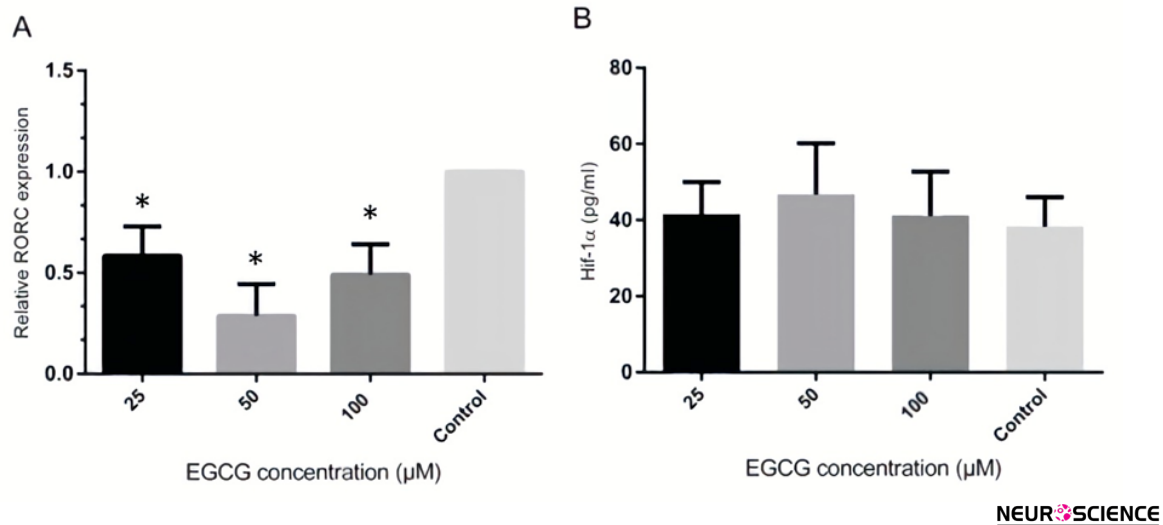 A
Relative RORC expression
1.5
1.0
0.5
0.0
*
*
*
25
50
100
Control
EGCG concentration (μM)
B
Hif-1α (pg/ml)
80
60
40
20
0
25
50
100
Control
EGCG concentration (μM)
NEUROSCIENCE